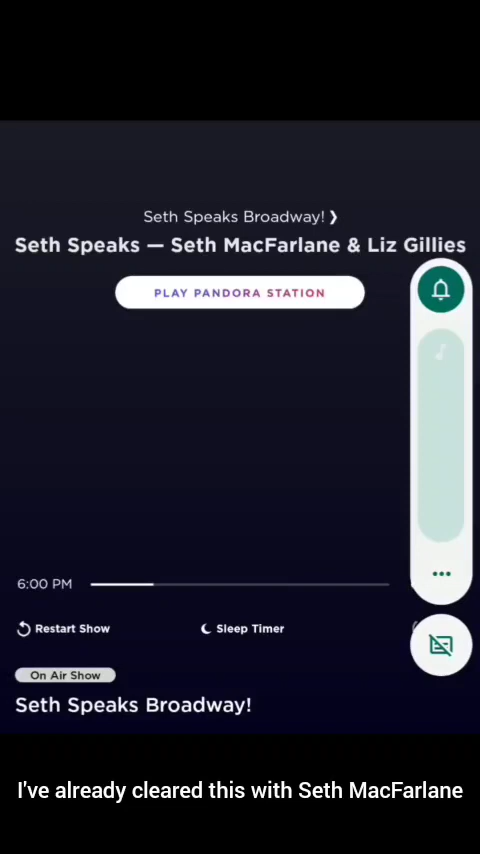 Seth Speaks Broadway! ❯
Seth Speaks — Seth MacFarlane & Liz Gillies
PLAY PANDORA STATION
6:00 PM
Restart Show
Sleep Timer
On Air Show
Seth Speaks Broadway!
I've already cleared this with Seth MacFarlane